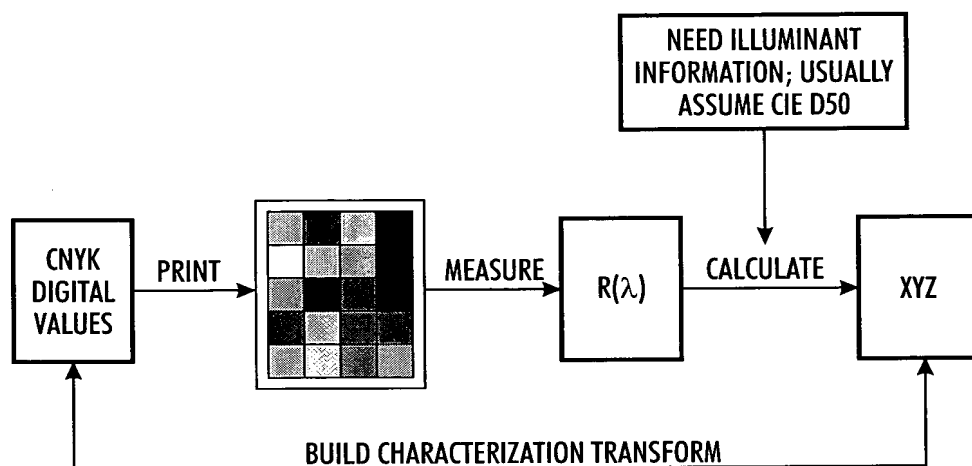 NEED ILLUMINANT
INFORMATION; USUALLY
ASSUME CIE D50
CNYK
DIGITAL
VALUES
PRINT
MEASURE
R(λ)
CALCULATE
XYZ
BUILD CHARACTERIZATION TRANSFORM